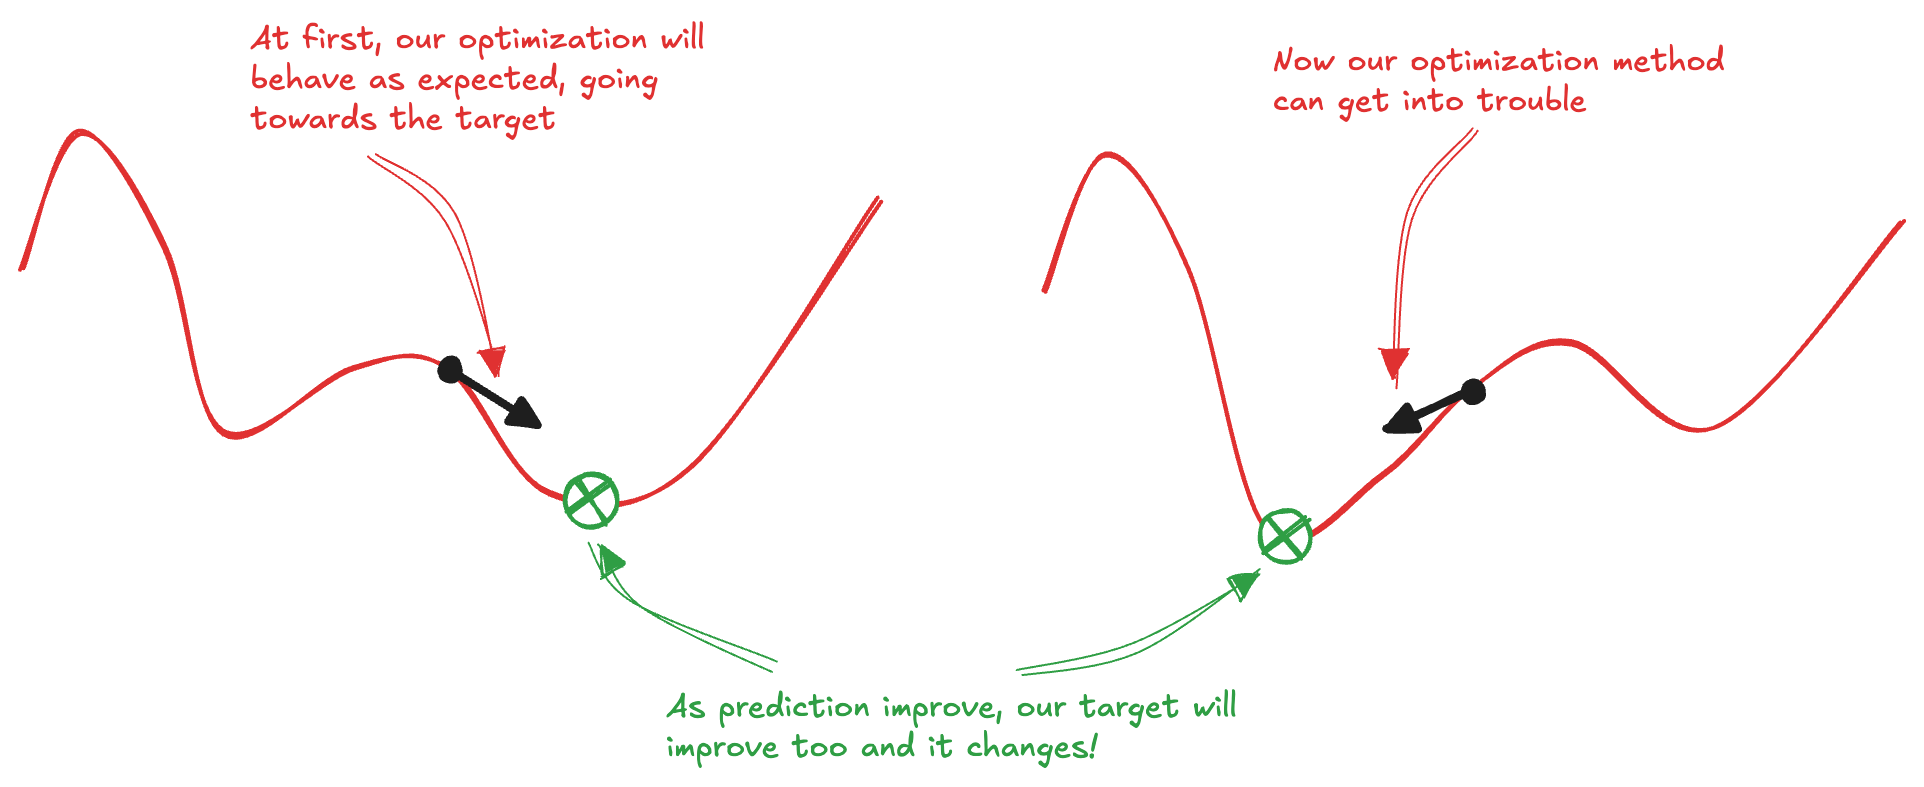 At first, our optimization will
behave as expected, going
towards the target
Now our optimization method
can get into trouble
As prediction improve, our target will
improve too and it changes!